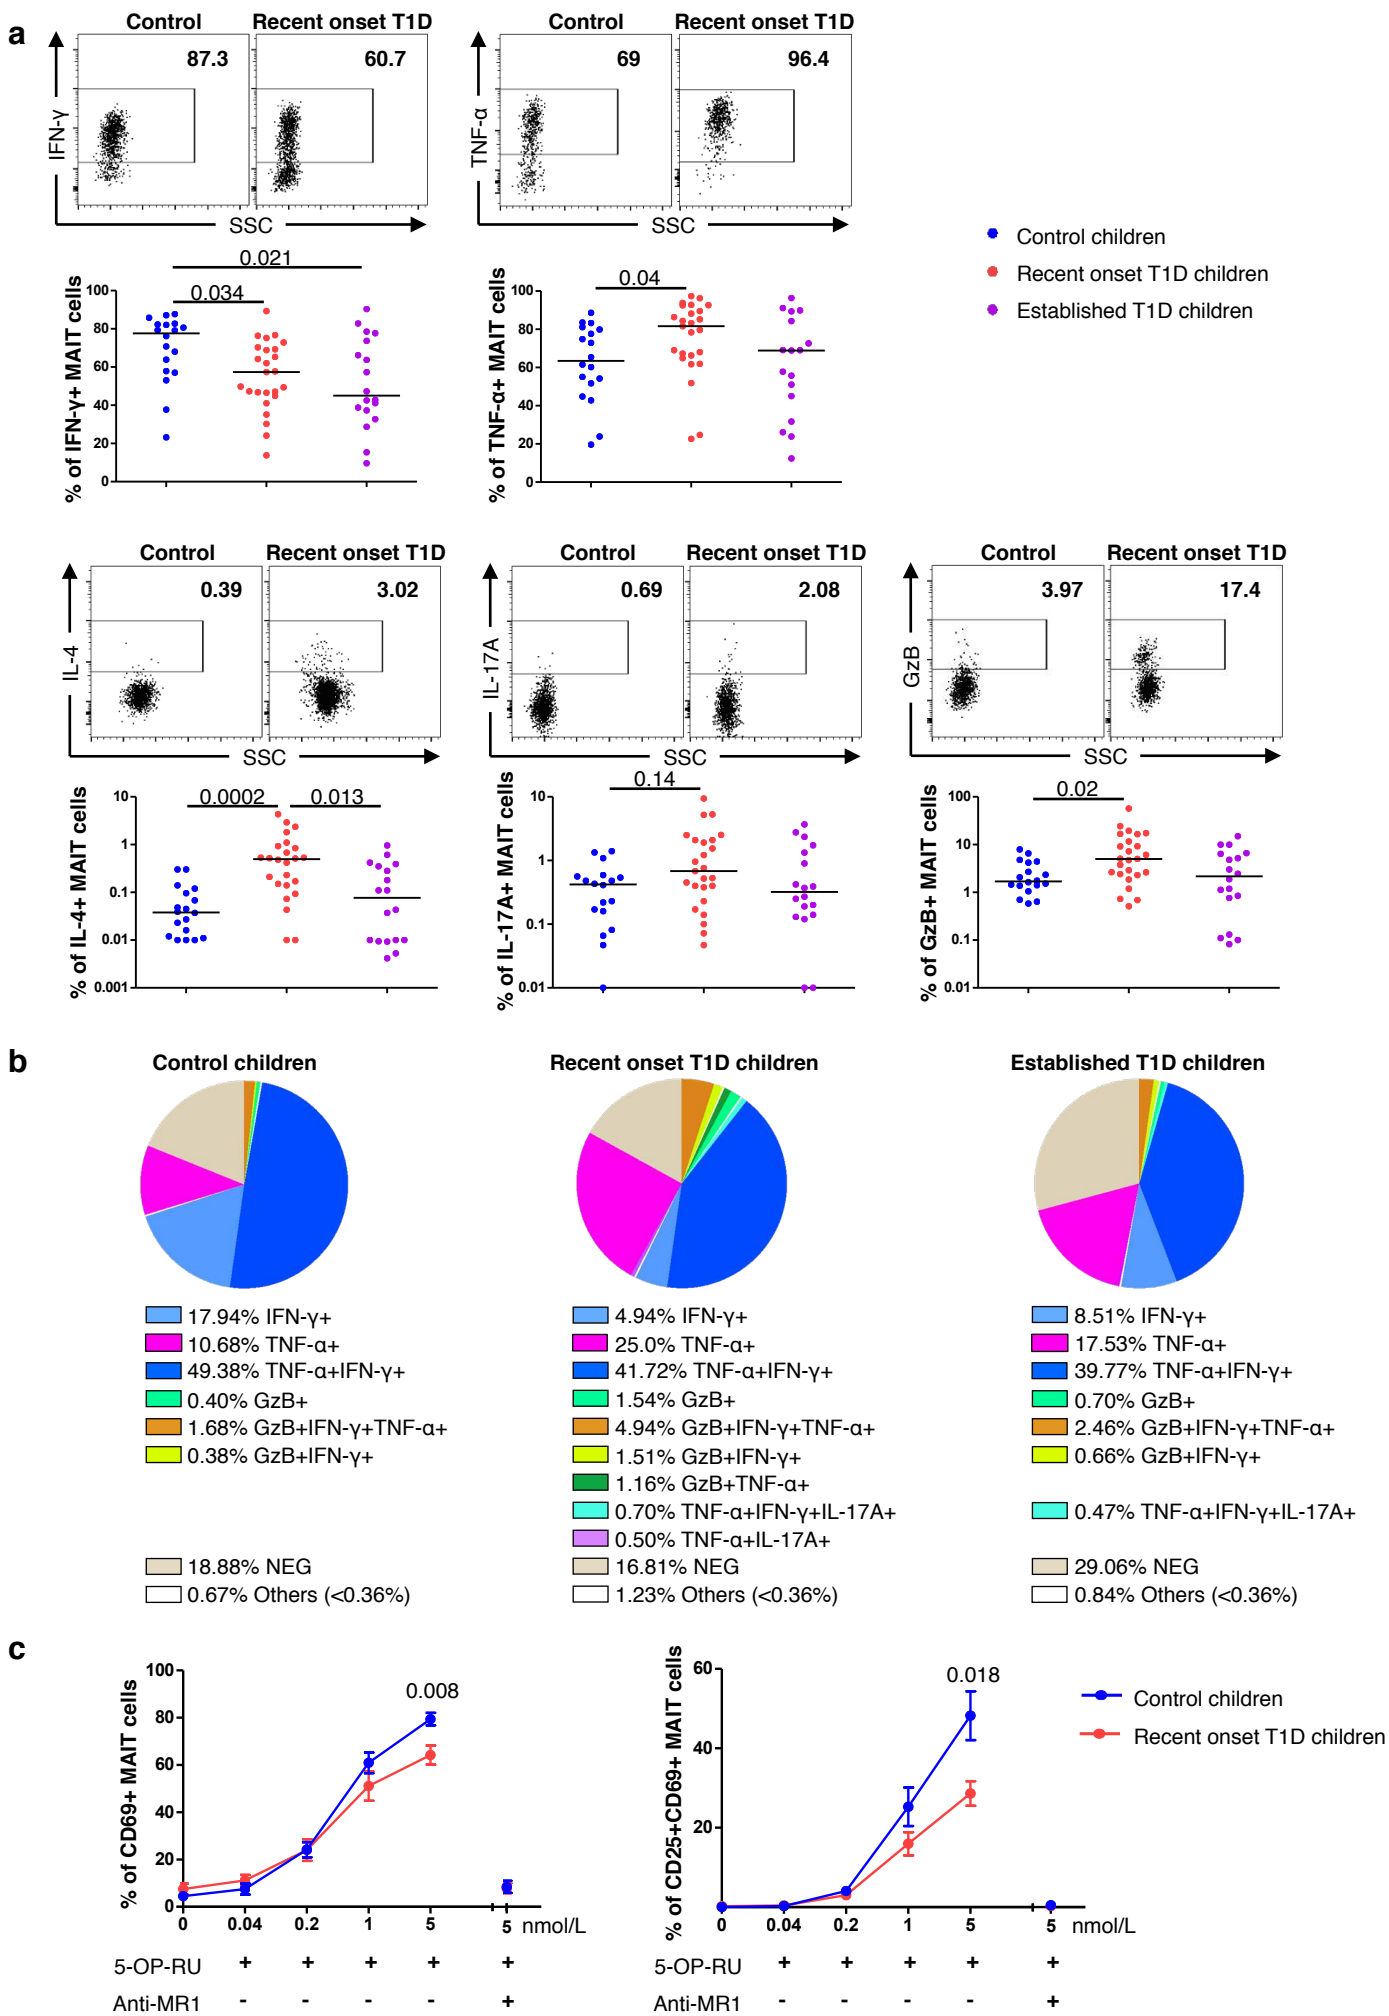 a
Control Recent onset T1D
87.3 60.7
IFN-γ
SSC
Control Recent onset T1D
69 96.4
TNF-α
SSC
Control children
Recent onset T1D children
Established T1D children
0.021
0.034
% of IFN-γ+ MAIT cells
100
80
60
40
20
0
0.04
% of TNF-α+ MAIT cells
100
80
60
40
20
0
Control Recent onset T1D
0.39 3.02
IL-4
SSC
Control Recent onset T1D
0.69 2.08
IL-17A
SSC
Control Recent onset T1D
3.97 17.4
GzB
SSC
0.0002 0.013
% of IL-4+ MAIT cells
10
1
0.1
0.01
0.001
0.14
% of IL-17A+ MAIT cells
10
1
0.1
0.01
0.02
% of GzB+ MAIT cells
100
10
1
0.1
0.01
b
Control children
17.94% IFN-γ+
10.68% TNF-α+
49.38% TNF-α+IFN-γ+
0.40% GzB+
1.68% GzB+IFN-γ+TNF-α+
0.38% GzB+IFN-γ+
18.88% NEG
0.67% Others (<0.36%)
Recent onset T1D children
4.94% IFN-γ+
25.0% TNF-α+
41.72% TNF-α+IFN-γ+
1.54% GzB+
4.94% GzB+IFN-γ+TNF-α+
1.51% GzB+IFN-γ+
1.16% GzB+TNF-α+
0.70% TNF-α+IFN-γ+IL-17A+
0.50% TNF-α+IL-17A+
16.81% NEG
1.23% Others (<0.36%)
Established T1D children
8.51% IFN-γ+
17.53% TNF-α+
39.77% TNF-α+IFN-γ+
0.70% GzB+
2.46% GzB+IFN-γ+TNF-α+
0.66% GzB+IFN-γ+
0.47% TNF-α+IFN-γ+IL-17A+
29.06% NEG
0.84% Others (<0.36%)
c
% of CD69+ MAIT cells
100
80
60
40
20
0
0.008
0 0.04 0.2 1 5 5 nmol/L
5-OP-RU + + + + +
Anti-MR1 - - - - +
% of CD25+CD69+ MAIT cells
60
40
20
0.018
0 0.04 0.2 1 5 5 nmol/L
5-OP-RU + + + + +
Anti-MR1 - - - - +
Control children
Recent onset T1D children